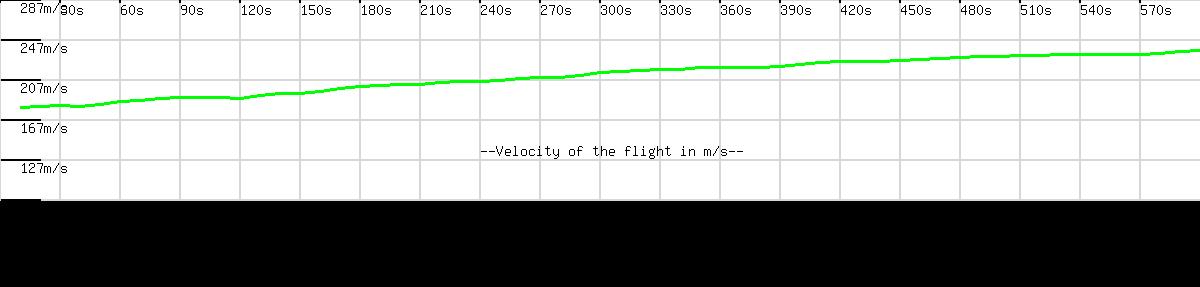 287m/s 30s 60s 90s 120s 150s 180s 210s 240s 270s 300s 330s 360s 390s 420s 450s 480s 510s 540s 570s
247m/s
207m/s
167m/s
--Velocity of the flight in m/s--
127m/s